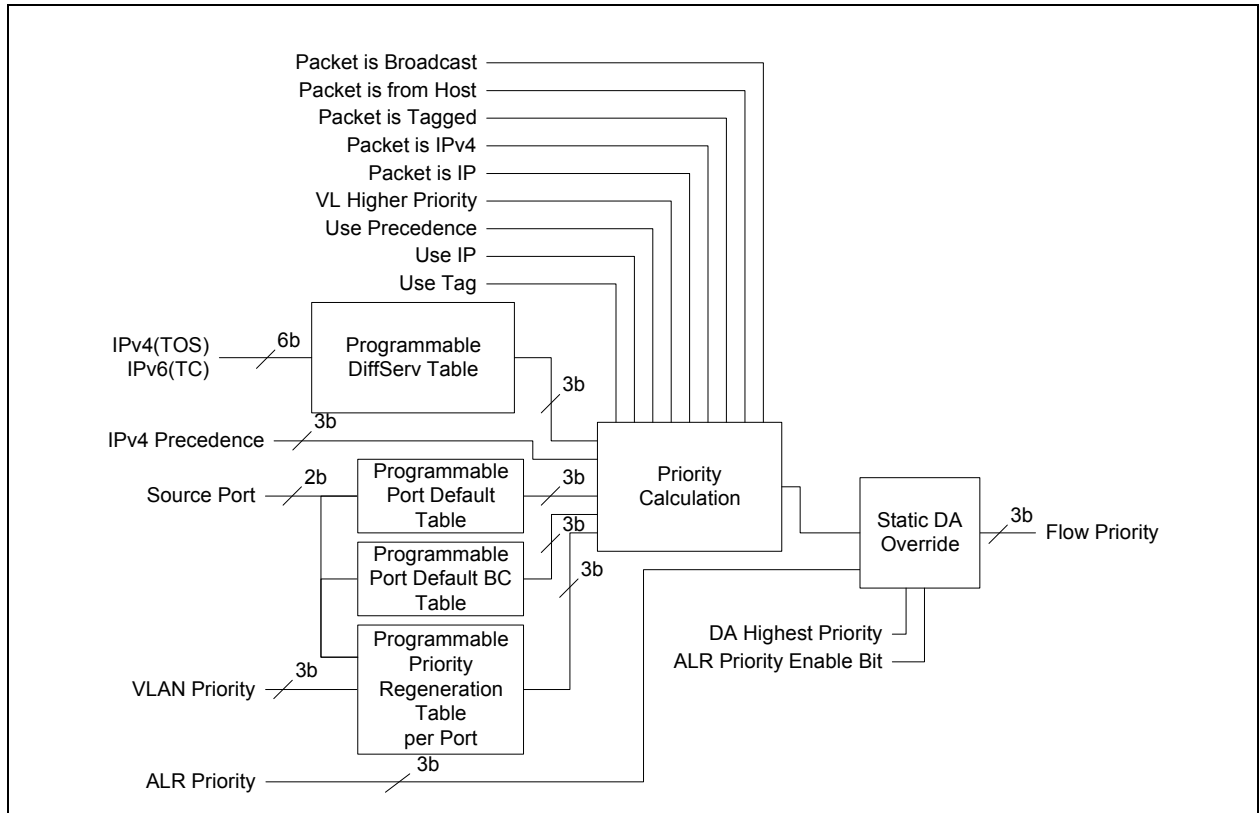 Packet is Broadcast
Packet is from Host
Packet is Tagged
Packet is IPv4
Packet is IP
VL Higher Priority
Use Precedence
Use IP
Use Tag
IPv4(TOS)
IPv6(TC)
6b
Programmable
DiffServ Table
3b
IPv4 Precedence
3b
Source Port
2b
Programmable
Port Default
Table
3b
Programmable
Port Default BC
Table
3b
VLAN Priority
3b
Programmable
Priority
Regeneration
Table
per Port
3b
ALR Priority
3b
Priority
Calculation
Static DA
Override
3b
Flow Priority
DA Highest Priority
ALR Priority Enable Bit